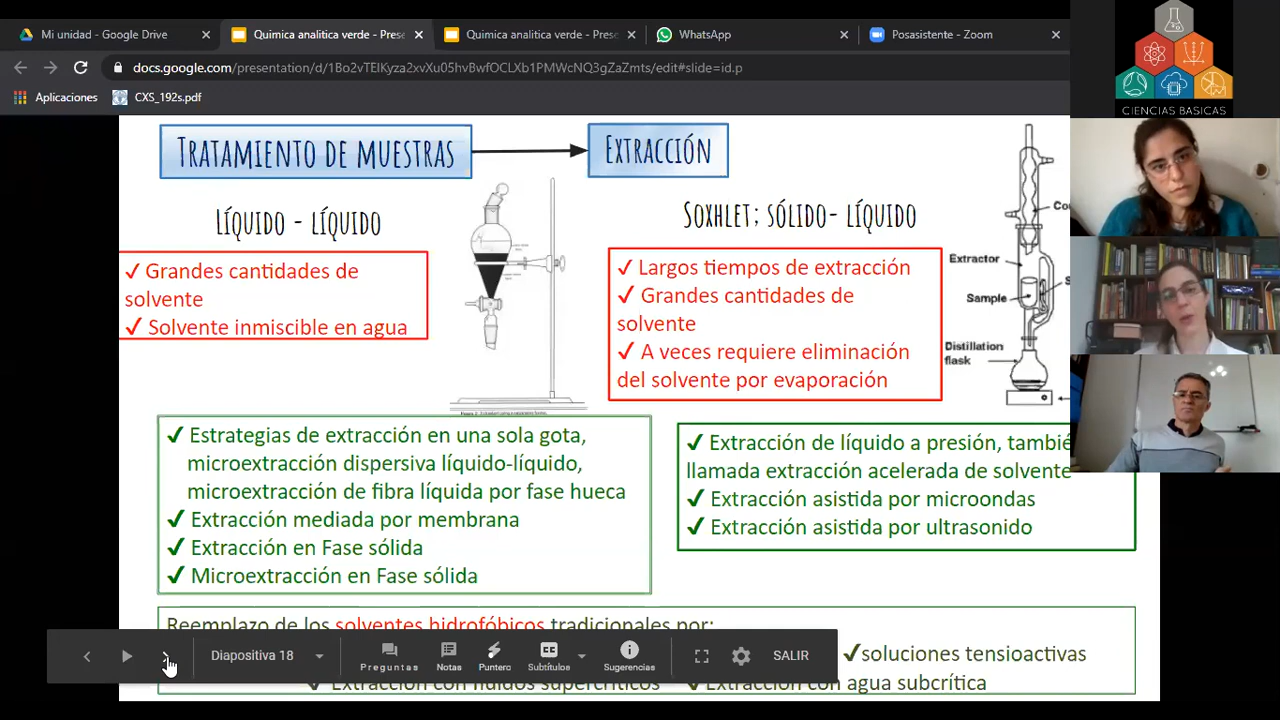 Mi unidad - Google Drive
Quimica analitica verde - Prese
Quimica analitica verde - Prese
WhatsApp
Posasistente - Zoom
docs.google.com/presentation/d/1Bo2vTElKyza2xvXu05hvBwfQCLXb1PMWcNQ3gZaZmts/edit#slide=id.p
Aplicaciones
CXS_192s.pdf
CIENCIAS BASICAS
TRATAMIENTO DE MUESTRAS
EXTRACCIÓN
LÍQUIDO - LÍQUIDO
SOXHLET; SÓLIDO- LÍQUIDO
✓ Grandes cantidades de
solvente
✓ Solvente inmiscible en agua
✓ Largos tiempos de extracción
✓ Grandes cantidades de
solvente
✓ A veces requiere eliminación
del solvente por evaporación
Extractor
Sample
Distillation
flask
✔ Estrategias de extracción en una sola gota,
microextracción dispersiva líquido-líquido,
microextracción de fibra líquida por fase hueca
✔ Extracción mediada por membrana
✔ Extracción en Fase sólida
✔ Microextracción en Fase sólida
✔ Extracción de líquido a presión, tambié
llamada extracción acelerada de solvente
✔ Extracción asistida por microondas
✔ Extracción asistida por ultrasonido
Reemplazo de los solventes hidrofóbicos tradicionales por:
✔soluciones tensioactivas
✔ Extracción con fluidos supercríticos
✔Extracción con agua subcrítica
Diapositiva 18
Preguntas
Notas
Puntero
Subtítulos
Sugerencias
SALIR